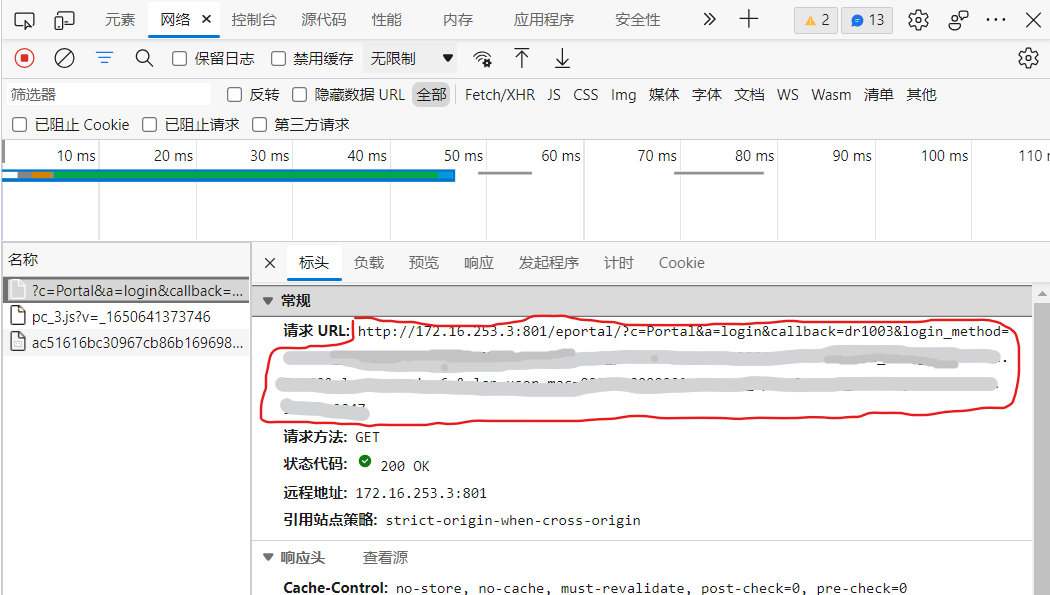 元素 网络 控制台 源代码 性能 内存 应用程序 安全性 2 13
保留日志 禁用缓存 无限制
筛选器 反转 隐藏数据 URL 全部 Fetch/XHR JS CSS Img 媒体 字体 文档 WS Wasm 清单 其他
已阻止 Cookie 已阻止请求 第三方请求
10 ms 20 ms 30 ms 40 ms 50 ms 60 ms 70 ms 80 ms 90 ms 100 ms 110
名称 标头 负载 预览 响应 发起程序 计时 Cookie
?c=Portal&a=login&callback=...
pc_3.js?v=_1650641373746
ac51616bc30967cb86b169698...
常规
请求 URL: http://172.16.253.3:801/eportal/?c=Portal&a=login&callback=dr1003&login_method=
请求方法: GET
状态代码: 200 OK
远程地址: 172.16.253.3:801
引用站点策略: strict-origin-when-cross-origin
响应头 查看源
Cache-Control: no-store, no-cache, must-revalidate, post-check=0, pre-check=0